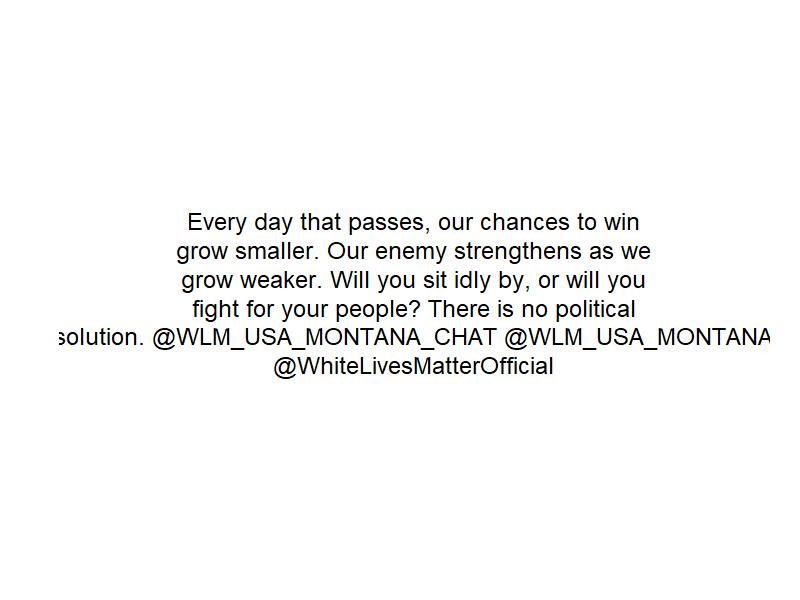 Every day that passes, our chances to win
grow smaller. Our enemy strengthens as we
grow weaker. Will you sit idly by, or will you
fight for your people? There is no political
solution. @WLM_USA_MONTANA_CHAT @WLM_USA_MONTANA
@WhiteLivesMatterOfficial